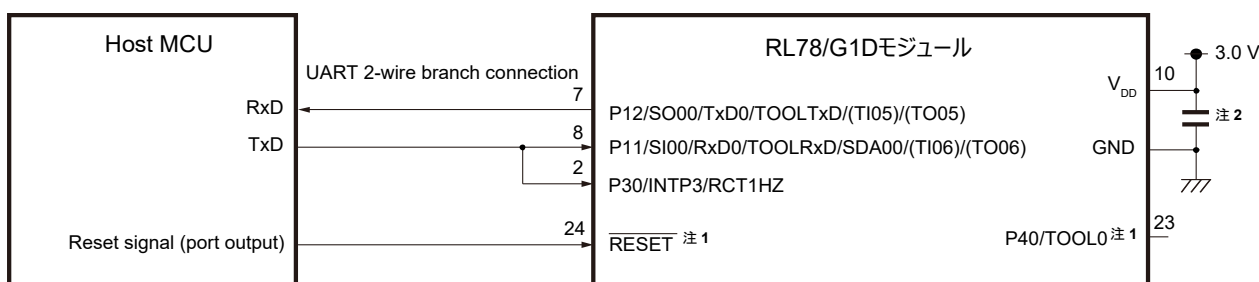 Host MCU
RL78/G1Dモジュール
3.0 V
10
V_DD
UART 2-wire branch connection
7
RxD
P12/SO00/TxD0/TOOLTxD/(TI05)/(TO05)
注 2
8
TxD
P11/SI00/RxD0/TOOLRxD/SDA00/(TI06)/(TO06)
GND
2
P30/INTP3/RCT1HZ
24
23
Reset signal (port output)
RESET 注 1
P40/TOOL0 注 1